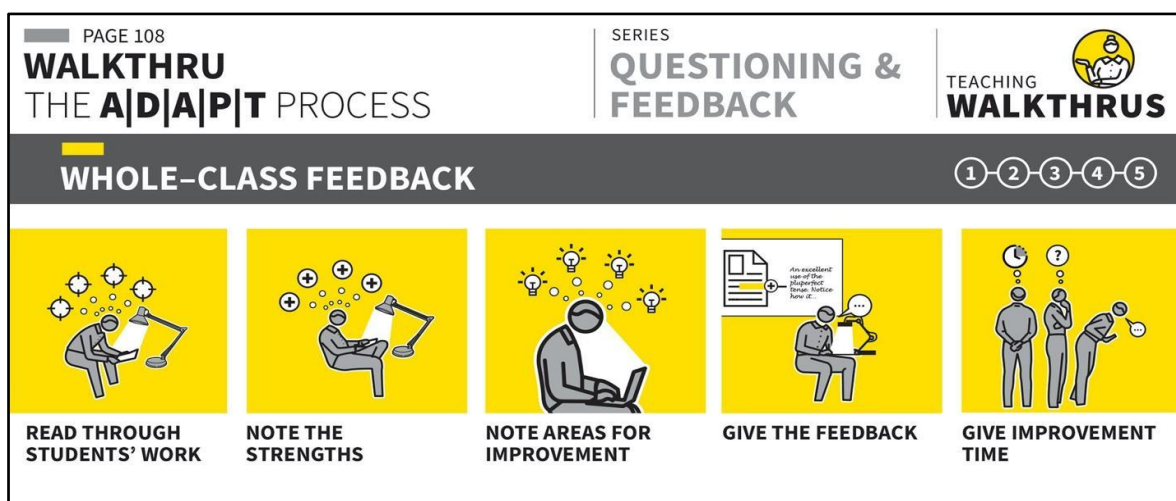 PAGE 108
WALKTHRU
THE A|D|A|P|T PROCESS
SERIES
QUESTIONING &
FEEDBACK
TEACHING
WALKTHRUS
WHOLE–CLASS FEEDBACK
1 2 3 4 5
An excellent
use of the
pluperfect
tense. Notice
how it...
...
?
...
READ THROUGH
STUDENTS' WORK
NOTE THE
STRENGTHS
NOTE AREAS FOR
IMPROVEMENT
GIVE THE FEEDBACK
GIVE IMPROVEMENT
TIME